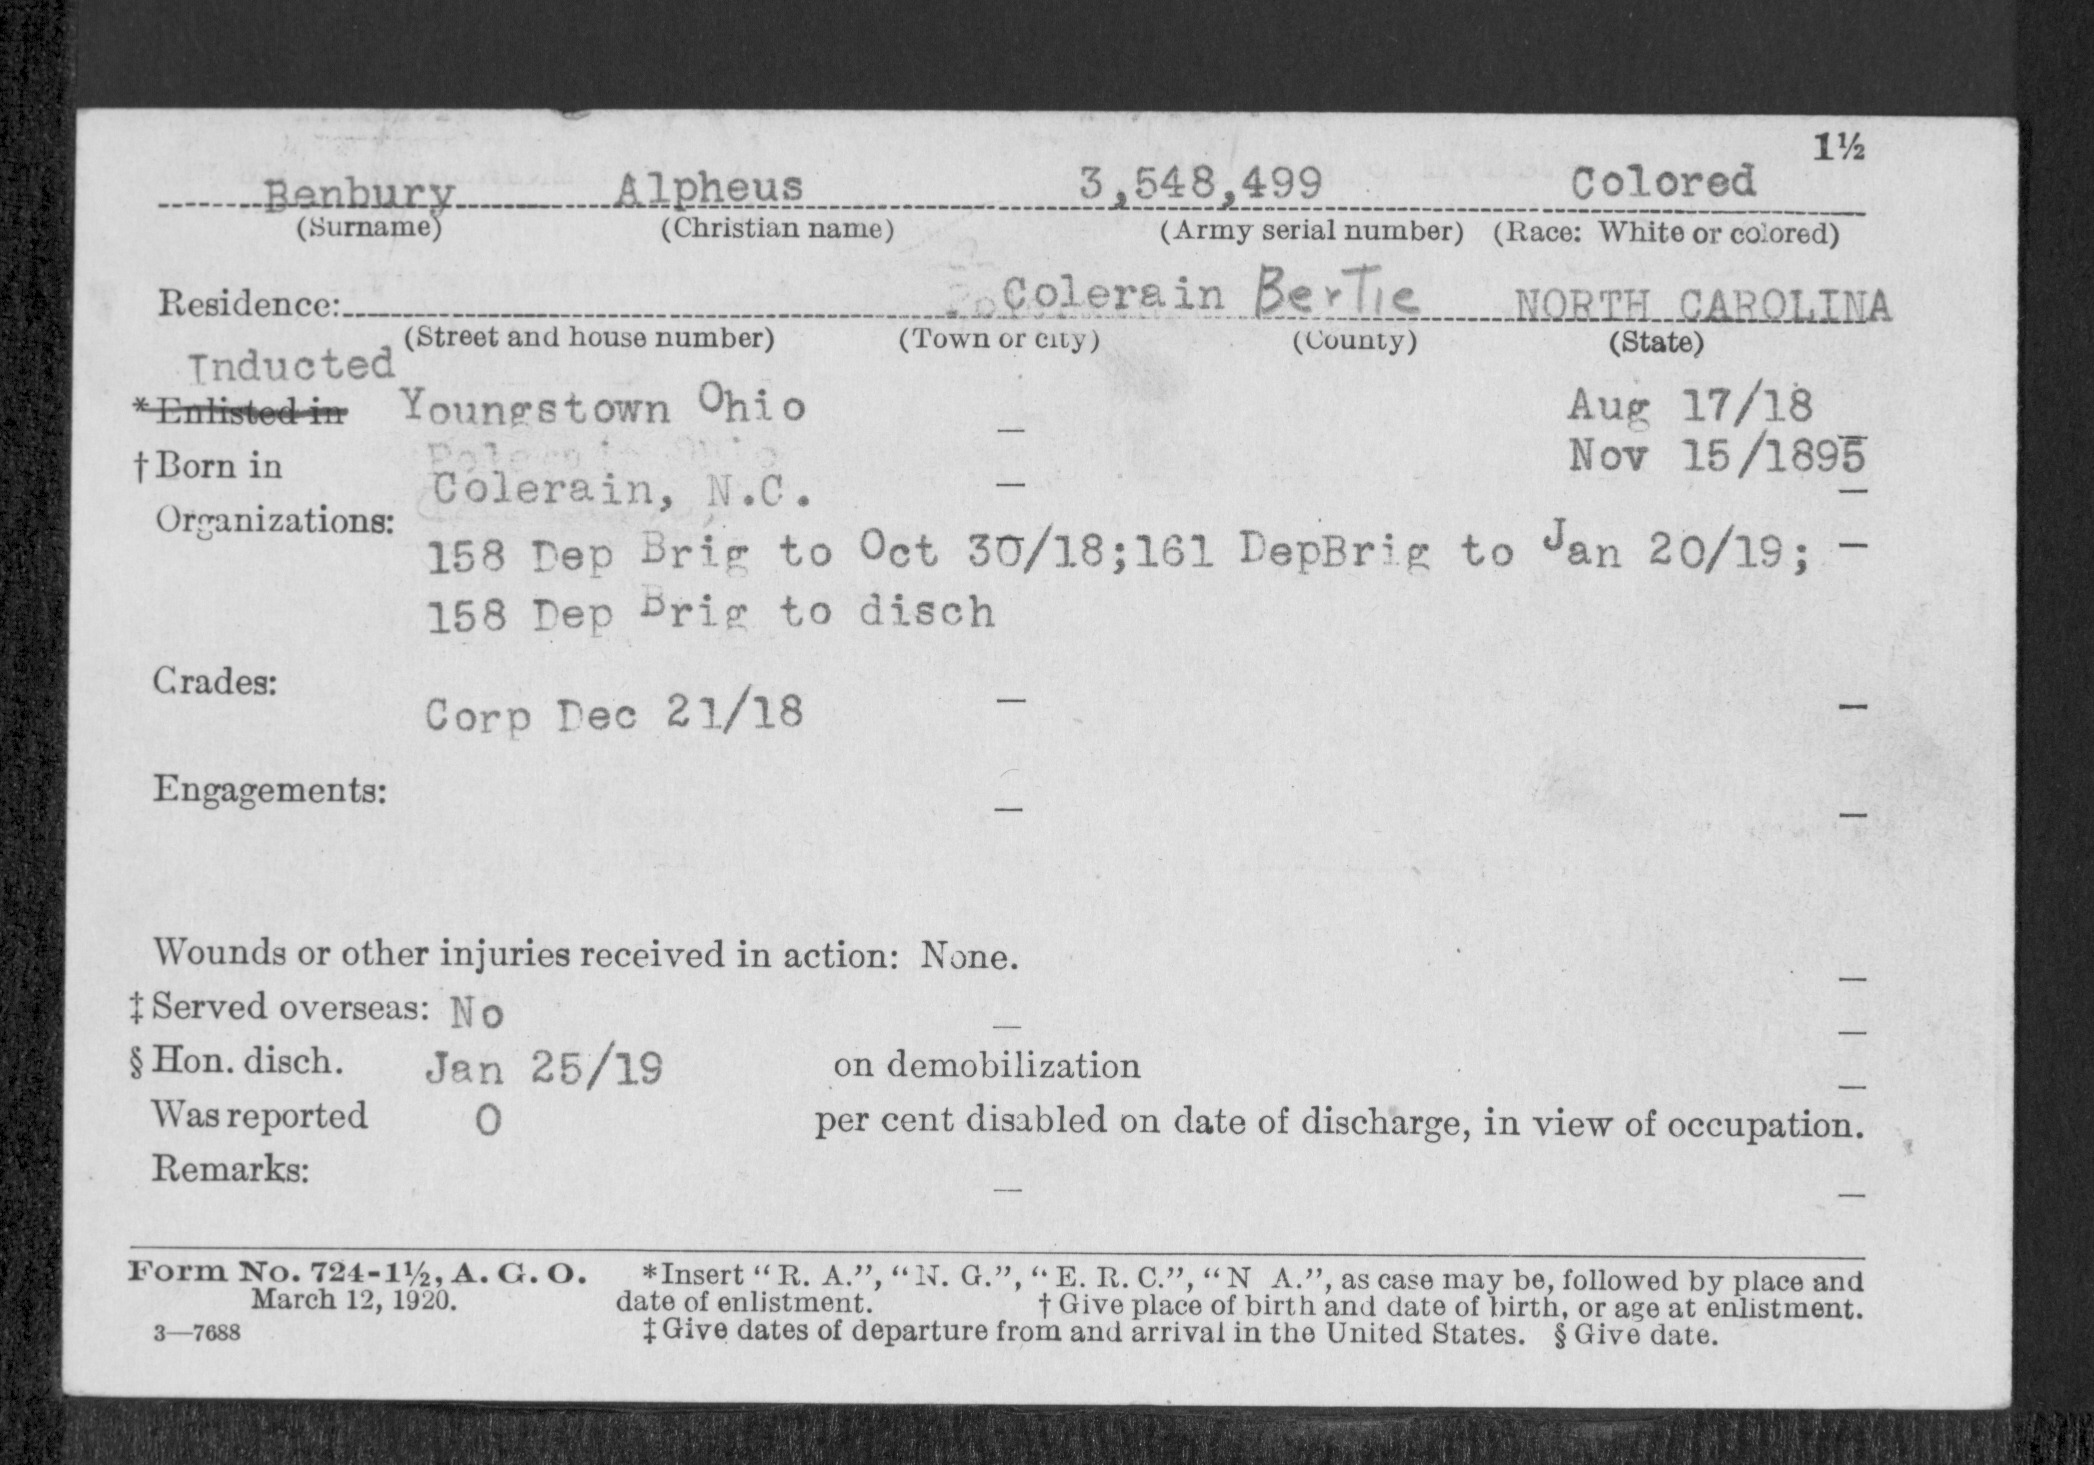 1½
Benbury Alpheus 3,548,499 Colored
(Surname) (Christian name) (Army serial number) (Race: White or colored)
Residence: Colerain BerTie NORTH CAROLINA
(Street and house number) (Town or city) (County) (State)
Inducted
*Enlisted in Youngstown Ohio — Aug 17/18
†Born in Nov 15/1895
Colerain, N.C. — —
Organizations:
158 Dep Brig to Oct 30/18;161 DepBrig to Jan 20/19; —
158 Dep Brig to disch
Grades:
Corp Dec 21/18 — —
Engagements: — —
Wounds or other injuries received in action: None. —
‡Served overseas: No — —
§Hon. disch. Jan 25/19 on demobilization —
Was reported 0 per cent disabled on date of discharge, in view of occupation.
Remarks: — —
Form No. 724-1½, A. G. O. *Insert “R. A.”, “N. G.”, “E. R. C.”, “N A.”, as case may be, followed by place and
March 12, 1920. date of enlistment. †Give place of birth and date of birth, or age at enlistment.
3—7688 ‡Give dates of departure from and arrival in the United States. §Give date.